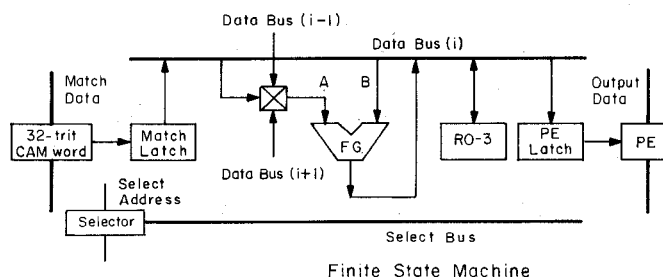 Data Bus (i-1)
Data Bus (i)
Match
Data
A
B
Output
Data
32-trit
CAM word
Match
Latch
F G.
RO-3
PE
Latch
PE
Data Bus (i+1)
Select
Address
Selector
Select Bus
Finite State Machine